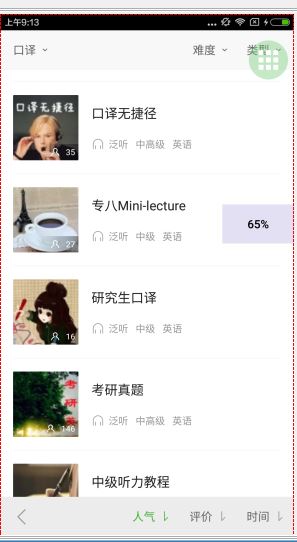 上午9:13
口译 难度 类型
口译无捷径
口译无捷径
35
泛听 中高级 英语
专八Mini-lecture
27
泛听 中级 英语
65%
研究生口译
16
泛听 中级 英语
考研真题
考研
146
泛听 中高级 英语
中级听力教程
人气 评价 时间